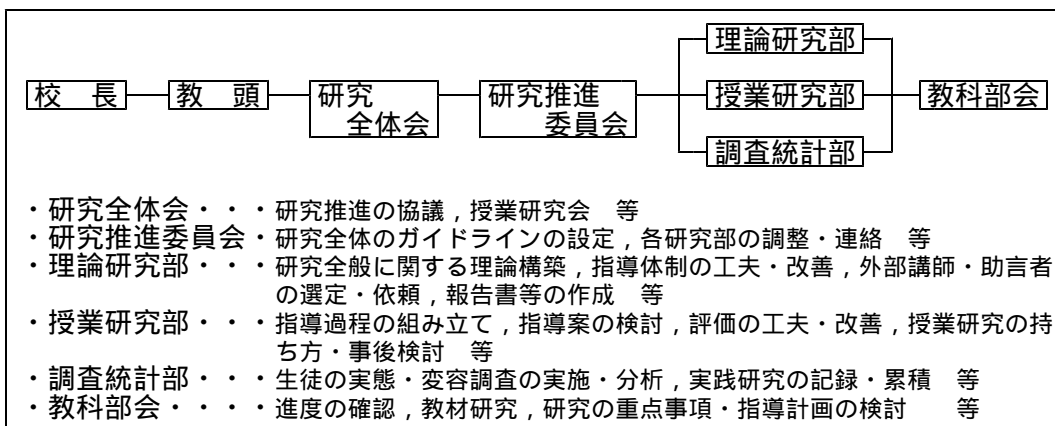 理論研究部
校　長
教　頭
研究
全体会
研究推進
委員会
授業研究部
教科部会
調査統計部
・研究全体会・・・研究推進の協議，授業研究会　等
・研究推進委員会・研究全体のガイドラインの設定，各研究部の調整・連絡　等
・理論研究部・・・研究全般に関する理論構築，指導体制の工夫・改善，外部講師・助言者
の選定・依頼，報告書等の作成　等
・授業研究部・・・指導過程の組み立て，指導案の検討，評価の工夫・改善，授業研究の持
ち方・事後検討　等
・調査統計部・・・生徒の実態・変容調査の実施・分析，実践研究の記録・累積　等
・教科部会・・・・進度の確認，教材研究，研究の重点事項・指導計画の検討　　等